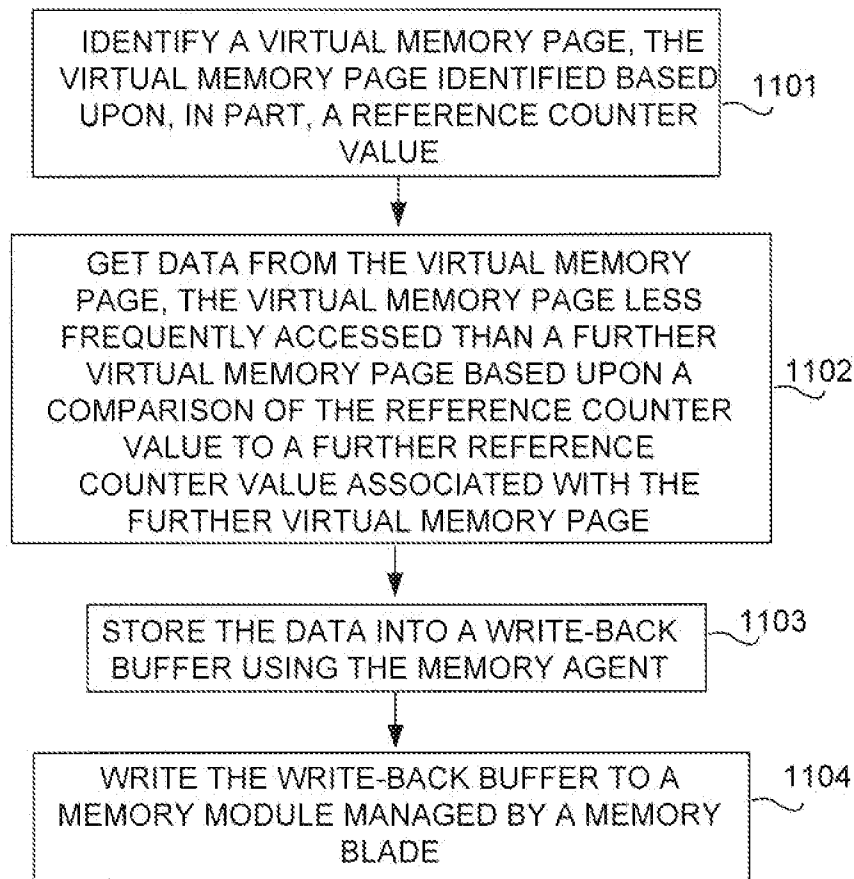 IDENTIFY A VIRTUAL MEMORY PAGE, THE
VIRTUAL MEMORY PAGE IDENTIFIED BASED
UPON, IN PART, A REFERENCE COUNTER
VALUE
1101
GET DATA FROM THE VIRTUAL MEMORY
PAGE, THE VIRTUAL MEMORY PAGE LESS
FREQUENTLY ACCESSED THAN A FURTHER
VIRTUAL MEMORY PAGE BASED UPON A
COMPARISON OF THE REFERENCE COUNTER
VALUE TO A FURTHER REFERENCE
COUNTER VALUE ASSOCIATED WITH THE
FURTHER VIRTUAL MEMORY PAGE
1102
STORE THE DATA INTO A WRITE-BACK
BUFFER USING THE MEMORY AGENT
1103
WRITE THE WRITE-BACK BUFFER TO A
MEMORY MODULE MANAGED BY A MEMORY
BLADE
1104